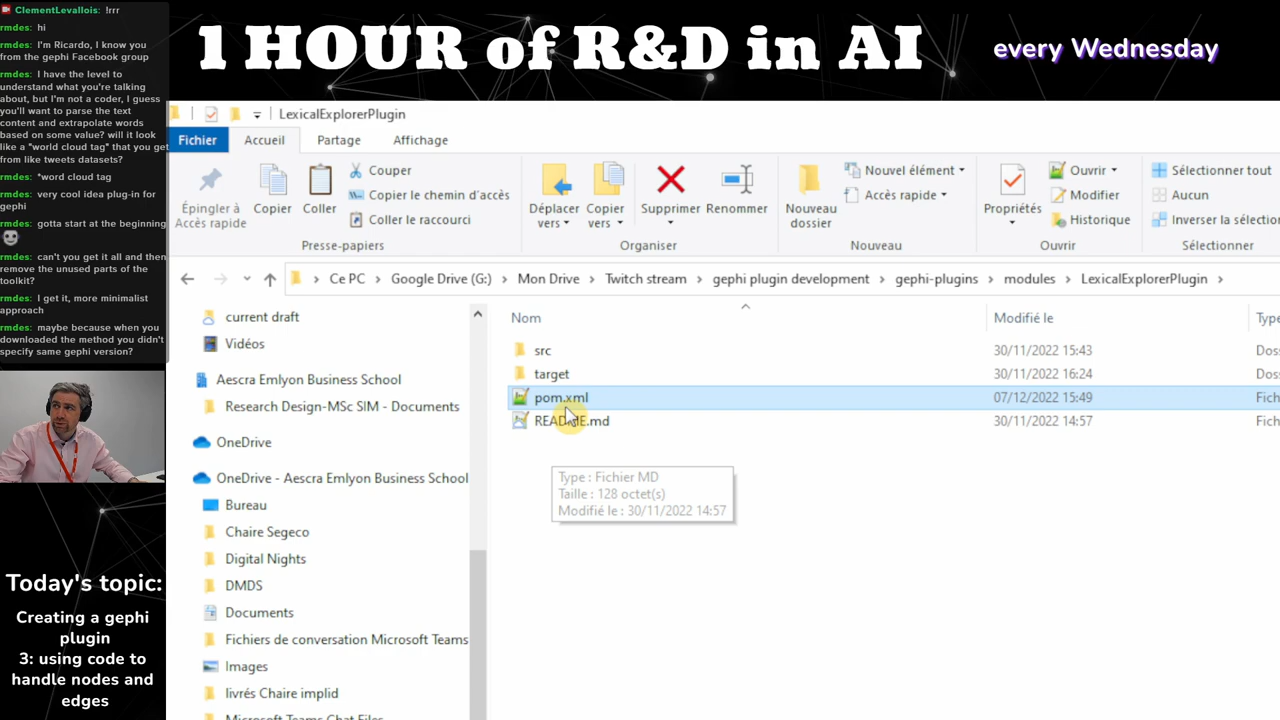 ClementLevallois: !rrr
rmdes: hi
rmdes: I'm Ricardo, I know you
from the gephi Facebook group
rmdes: I have the level to
understand what you're talking
about, but I'm not a coder, I guess
you'll want to parse the text
content and extrapolate words
based on some value? will it look
like a "world cloud tag" that you get
from like tweets datasets?
rmdes: *word cloud tag
rmdes: very cool idea plug-in for
gephi
rmdes: gotta start at the beginning
rmdes: can't you get it all and then
remove the unused parts of the
toolkit?
rmdes: I get it, more minimalist
approach
rmdes: maybe because when you
downloaded the method you didn't
specify same gephi version?
1 HOUR of R&D in AI
every Wednesday
LexicalExplorerPlugin
Fichier
Accueil
Partage
Affichage
Épingler à
Accès rapide
Copier
Coller
Couper
Copier le chemin d'accès
Coller le raccourci
Presse-papiers
Déplacer
vers
Copier
vers
Supprimer
Renommer
Organiser
Nouveau
dossier
Nouvel élément
Accès rapide
Nouveau
Propriétés
Ouvrir
Modifier
Historique
Ouvrir
Sélectionner tout
Aucun
Inverser la sélection
Sélectionner
Ce PC > Google Drive (G:) > Mon Drive > Twitch stream > gephi plugin development > gephi-plugins > modules > LexicalExplorerPlugin >
current draft
Vidéos
Aescra Emlyon Business School
Research Design-MSc SIM - Documents
OneDrive
OneDrive - Aescra Emlyon Business School
Bureau
Chaire Segeco
Digital Nights
DMDS
Documents
Fichiers de conversation Microsoft Teams
Images
livrés Chaire implid
Microsoft Teams Chat Files
Nom Modifié le Type
src 30/11/2022 15:43 Doss
target 30/11/2022 16:24 Doss
pom.xml 07/12/2022 15:49 Fich
README.md 30/11/2022 14:57 Fich
Type : Fichier MD
Taille : 128 octet(s)
Modifié le : 30/11/2022 14:57
Today's topic:
Creating a gephi
plugin
3: using code to
handle nodes and
edges